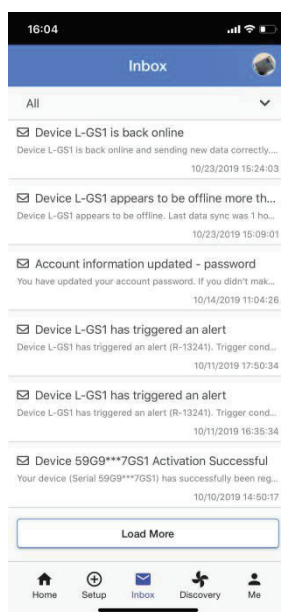 16:04
Inbox
All
Device L-GS1 is back online
Device L-GS1 is back online and sending new data correctly....
10/23/2019 15:24:03
Device L-GS1 appears to be offline more th...
Device L-GS1 appears to be offline. Last data sync was 1 ho...
10/23/2019 15:09:01
Account information updated - password
You have updated your account password. If you didn't mak...
10/14/2019 11:04:26
Device L-GS1 has triggered an alert
Device L-GS1 has triggered an alert (R-13241). Trigger cond...
10/11/2019 17:50:34
Device L-GS1 has triggered an alert
Device L-GS1 has triggered an alert (R-13241). Trigger cond...
10/11/2019 16:35:34
Device 59G9***7GS1 Activation Successful
Your device (Serial 59G9***7GS1) has successfully been reg...
10/10/2019 14:50:17
Load More
Home Setup Inbox Discovery Me